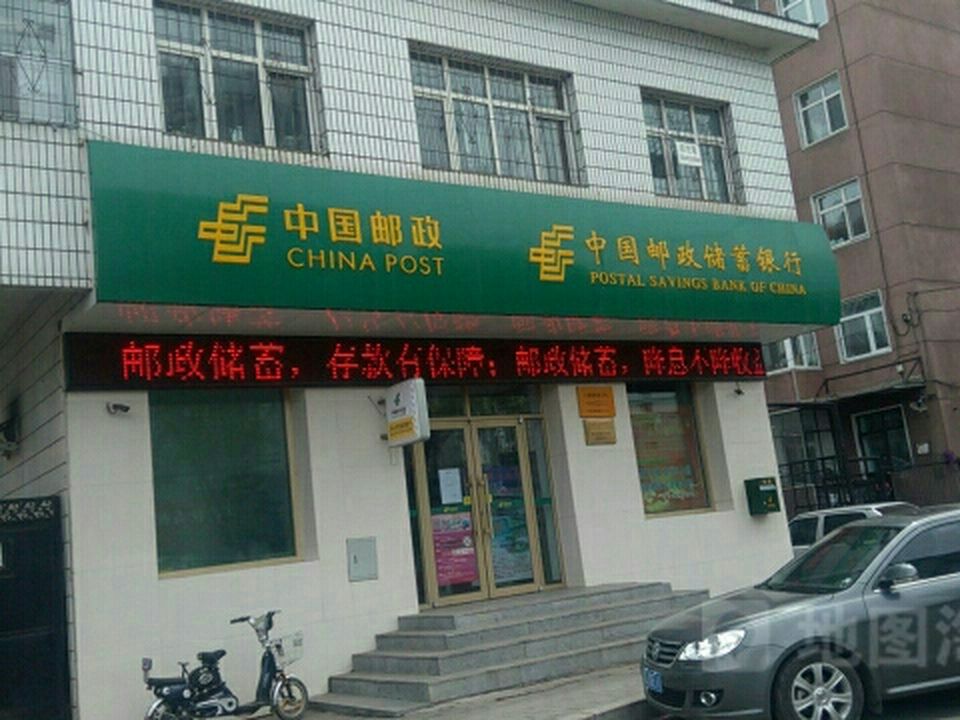 中国邮政
CHINA POST
中国邮政储蓄银行
POSTAL SAVINGS BANK OF CHINA
邮政储蓄，存款有保障；邮政储蓄，降息不降收益
地图